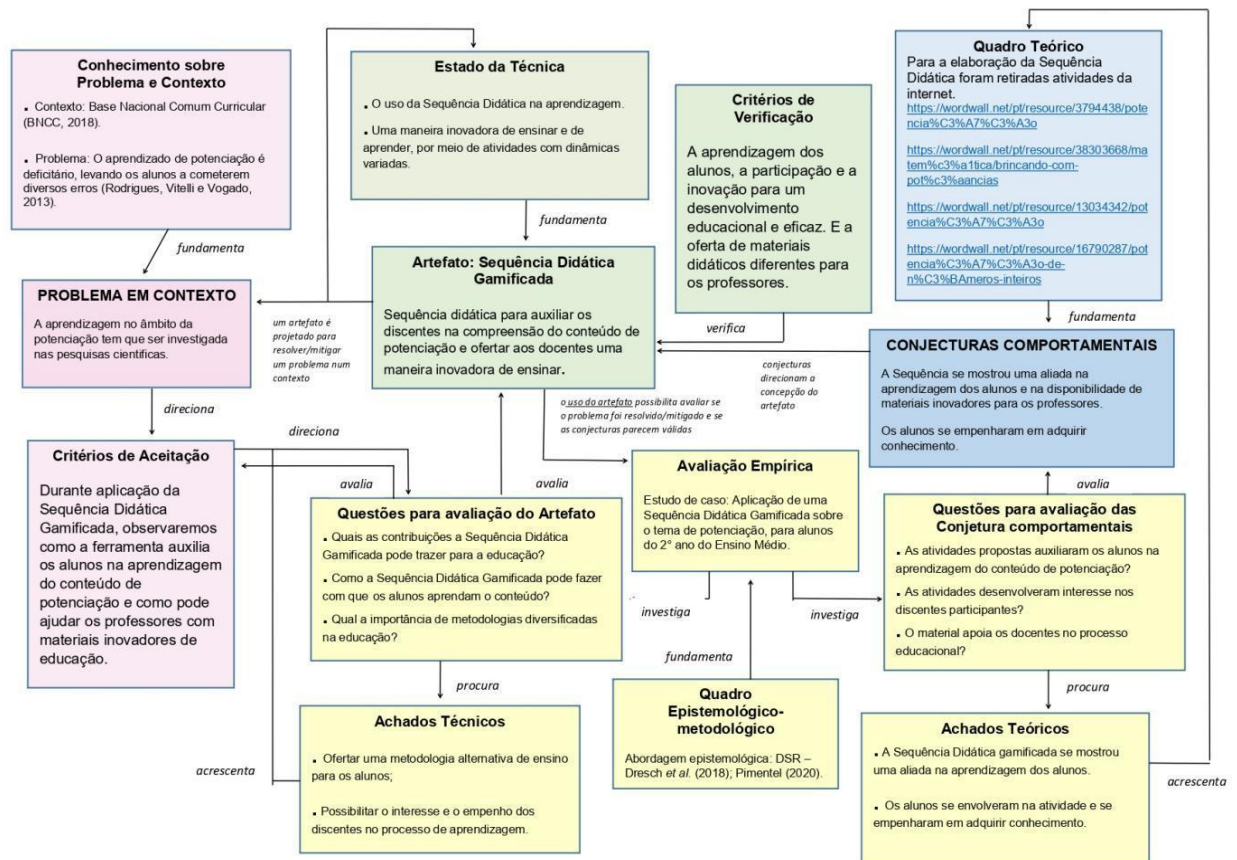 Conhecimento sobre
Problema e Contexto
. Contexto: Base Nacional Comum Curricular
(BNCC, 2018).
. Problema: O aprendizado de potenciação é
deficitário, levando os alunos a cometerem
diversos erros (Rodrigues, Vitelli e Vogado,
2013).
fundamenta
PROBLEMA EM CONTEXTO
A aprendizagem no âmbito da
potenciação tem que ser investigada
nas pesquisas científicas.
direciona
Critérios de Aceitação
Durante aplicação da
Sequência Didática
Gamificada, observaremos
como a ferramenta auxilia
os alunos na aprendizagem
do conteúdo de
potenciação e como pode
ajudar os professores com
materiais inovadores de
educação.
Estado da Técnica
. O uso da Sequência Didática na aprendizagem.
. Uma maneira inovadora de ensinar e de
aprender, por meio de atividades com dinâmicas
variadas.
fundamenta
Artefato: Sequência Didática
Gamificada
Sequência didática para auxiliar os
discentes na compreensão do conteúdo de
potenciação e ofertar aos docentes uma
maneira inovadora de ensinar.
um artefato é
projetado para
resolver/mitigar
um problema num
contexto
Critérios de
Verificação
A aprendizagem dos
alunos, a participação e a
inovação para um
desenvolvimento
educacional e eficaz. E a
oferta de materiais
didáticos diferentes para
os professores.
verifica
Quadro Teórico
Para a elaboração da Sequência
Didática foram retiradas atividades da
internet.
https://wordwall.net/pt/resource/3794438/pote
ncia%C3%A7%C3%A3o
https://wordwall.net/pt/resource/38303668/ma
tem%c3%a1tica/brincando-com-
pot%c3%aancias
https://wordwall.net/pt/resource/13034342/pot
encia%C3%A7%C3%A3o
https://wordwall.net/pt/resource/16790287/pot
encia%C3%A7%C3%A3o-de-
n%C3%BAmeros-inteiros
fundamenta
CONJECTURAS COMPORTAMENTAIS
A Sequência se mostrou uma aliada na
aprendizagem dos alunos e na disponibilidade de
materiais inovadores para os professores.
Os alunos se empenharam em adquirir
conhecimento.
conjecturas
direcionam a
concepção do
artefato
o uso do artefato possibilita avaliar se
o problema foi resolvido/mitigado e se
as conjecturas parecem válidas
direciona
avalia
avalia
Questões para avaliação do Artefato
. Quais as contribuições a Sequência Didática
Gamificada pode trazer para a educação?
. Como a Sequência Didática Gamificada pode fazer
com que os alunos aprendam o conteúdo?
. Qual a importância de metodologias diversificadas
na educação?
Avaliação Empírica
Estudo de caso: Aplicação de uma
Sequência Didática Gamificada sobre
o tema de potenciação, para alunos
do 2° ano do Ensino Médio.
investiga
investiga
avalia
Questões para avaliação das
Conjetura comportamentais
. As atividades propostas auxiliaram os alunos na
aprendizagem do conteúdo de potenciação?
. As atividades desenvolveram interesse nos
discentes participantes?
. O material apoia os docentes no processo
educacional?
fundamenta
Quadro
Epistemológico-
metodológico
Abordagem epistemológica: DSR –
Dresch et al. (2018); Pimentel (2020).
procura
Achados Técnicos
. Ofertar uma metodologia alternativa de ensino
para os alunos;
. Possibilitar o interesse e o empenho dos
discentes no processo de aprendizagem.
acrescenta
procura
Achados Teóricos
. A Sequência Didática gamificada se mostrou
uma aliada na aprendizagem dos alunos.
. Os alunos se envolveram na atividade e se
empenharam em adquirir conhecimento.
acrescenta